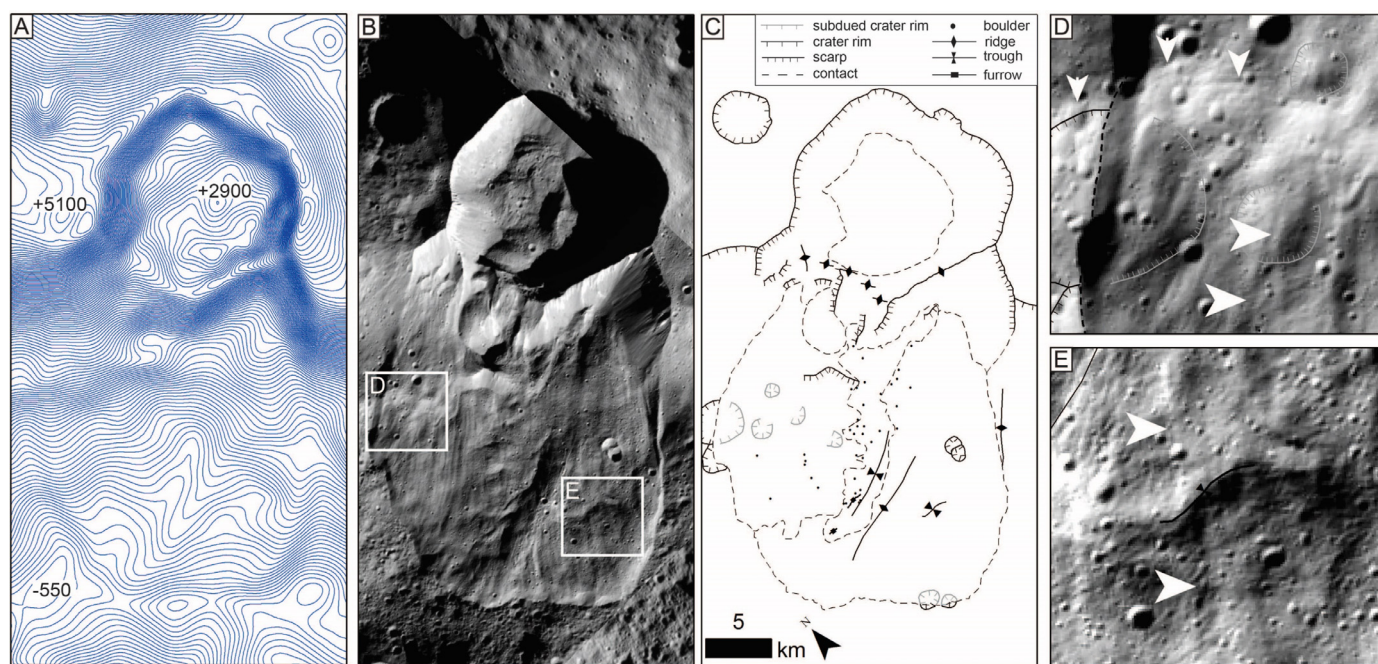 A
+5100
+2900
-550
B
D
E
C
subdued crater rim
crater rim
scarp
contact
boulder
ridge
trough
furrow
5
km
N
D
E